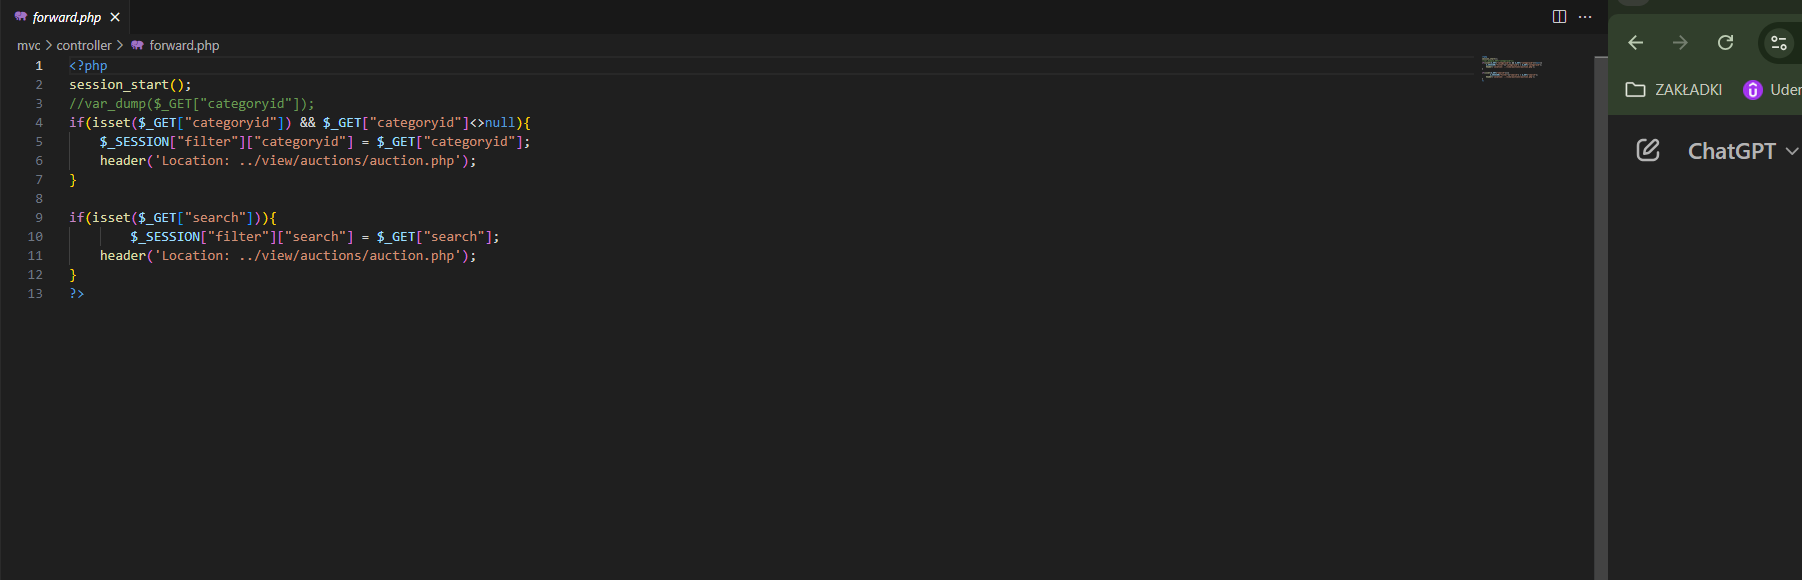 forward.php
mvc > controller > forward.php
1 <?php
2 session_start();
3 //var_dump($_GET["categoryid"]);
4 if(isset($_GET["categoryid"]) && $_GET["categoryid"]<>null){
5 $_SESSION["filter"]["categoryid"] = $_GET["categoryid"];
6 header('Location: ../view/auctions/auction.php');
7 }
8
9 if(isset($_GET["search"])){
10 $_SESSION["filter"]["search"] = $_GET["search"];
11 header('Location: ../view/auctions/auction.php');
12 }
13 ?>
ZAKŁADKI
ChatGPT